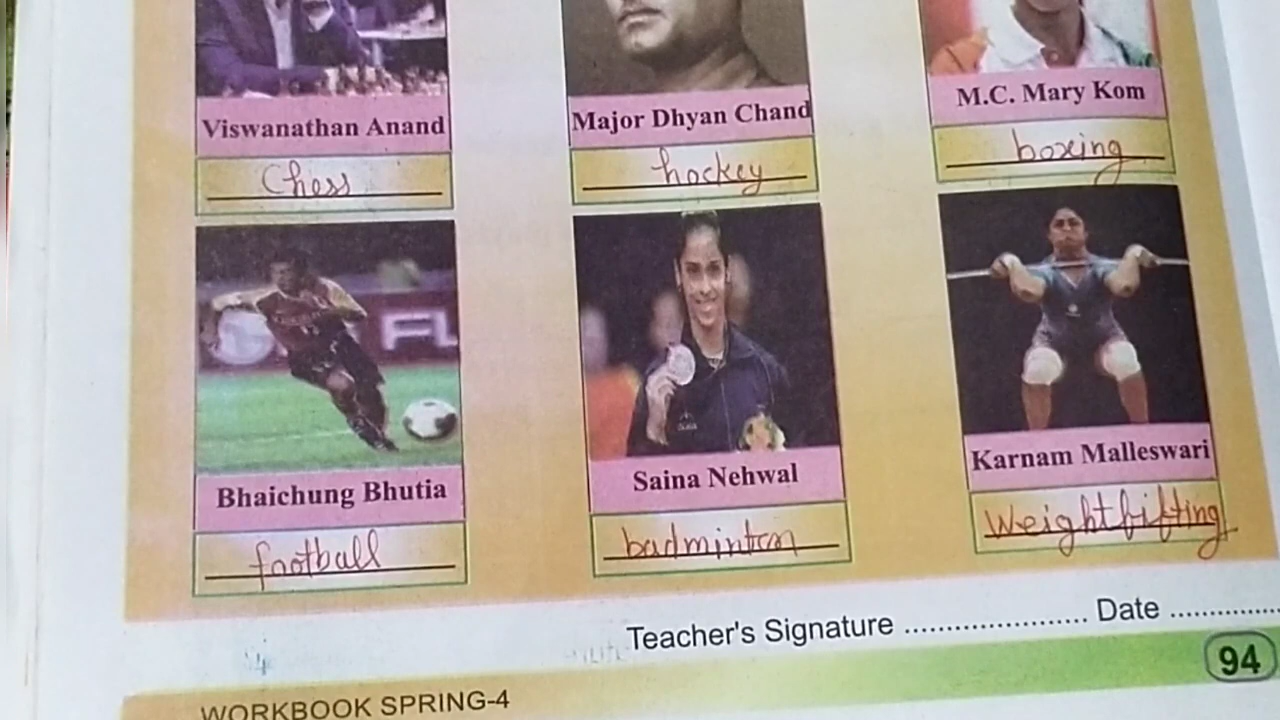 Viswanathan Anand
Major Dhyan Chand
M.C. Mary Kom
Chess
hockey
boxing
FL
Bhaichung Bhutia
Saina Nehwal
Karnam Malleswari
football
badminton
Weightlifting
Teacher's Signature ...................... Date ..............
94
WORKBOOK SPRING-4